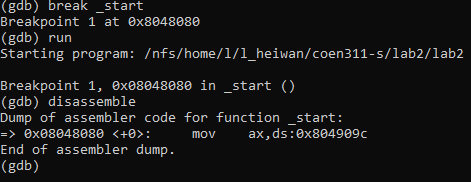 (gdb) break _start
Breakpoint 1 at 0x8048080
(gdb) run
Starting program: /nfs/home/l/l_heiwan/coen311-s/lab2/lab2
Breakpoint 1, 0x08048080 in _start ()
(gdb) disassemble
Dump of assembler code for function _start:
=> 0x08048080 <+0>:     mov    ax,ds:0x804909c
End of assembler dump.
(gdb)